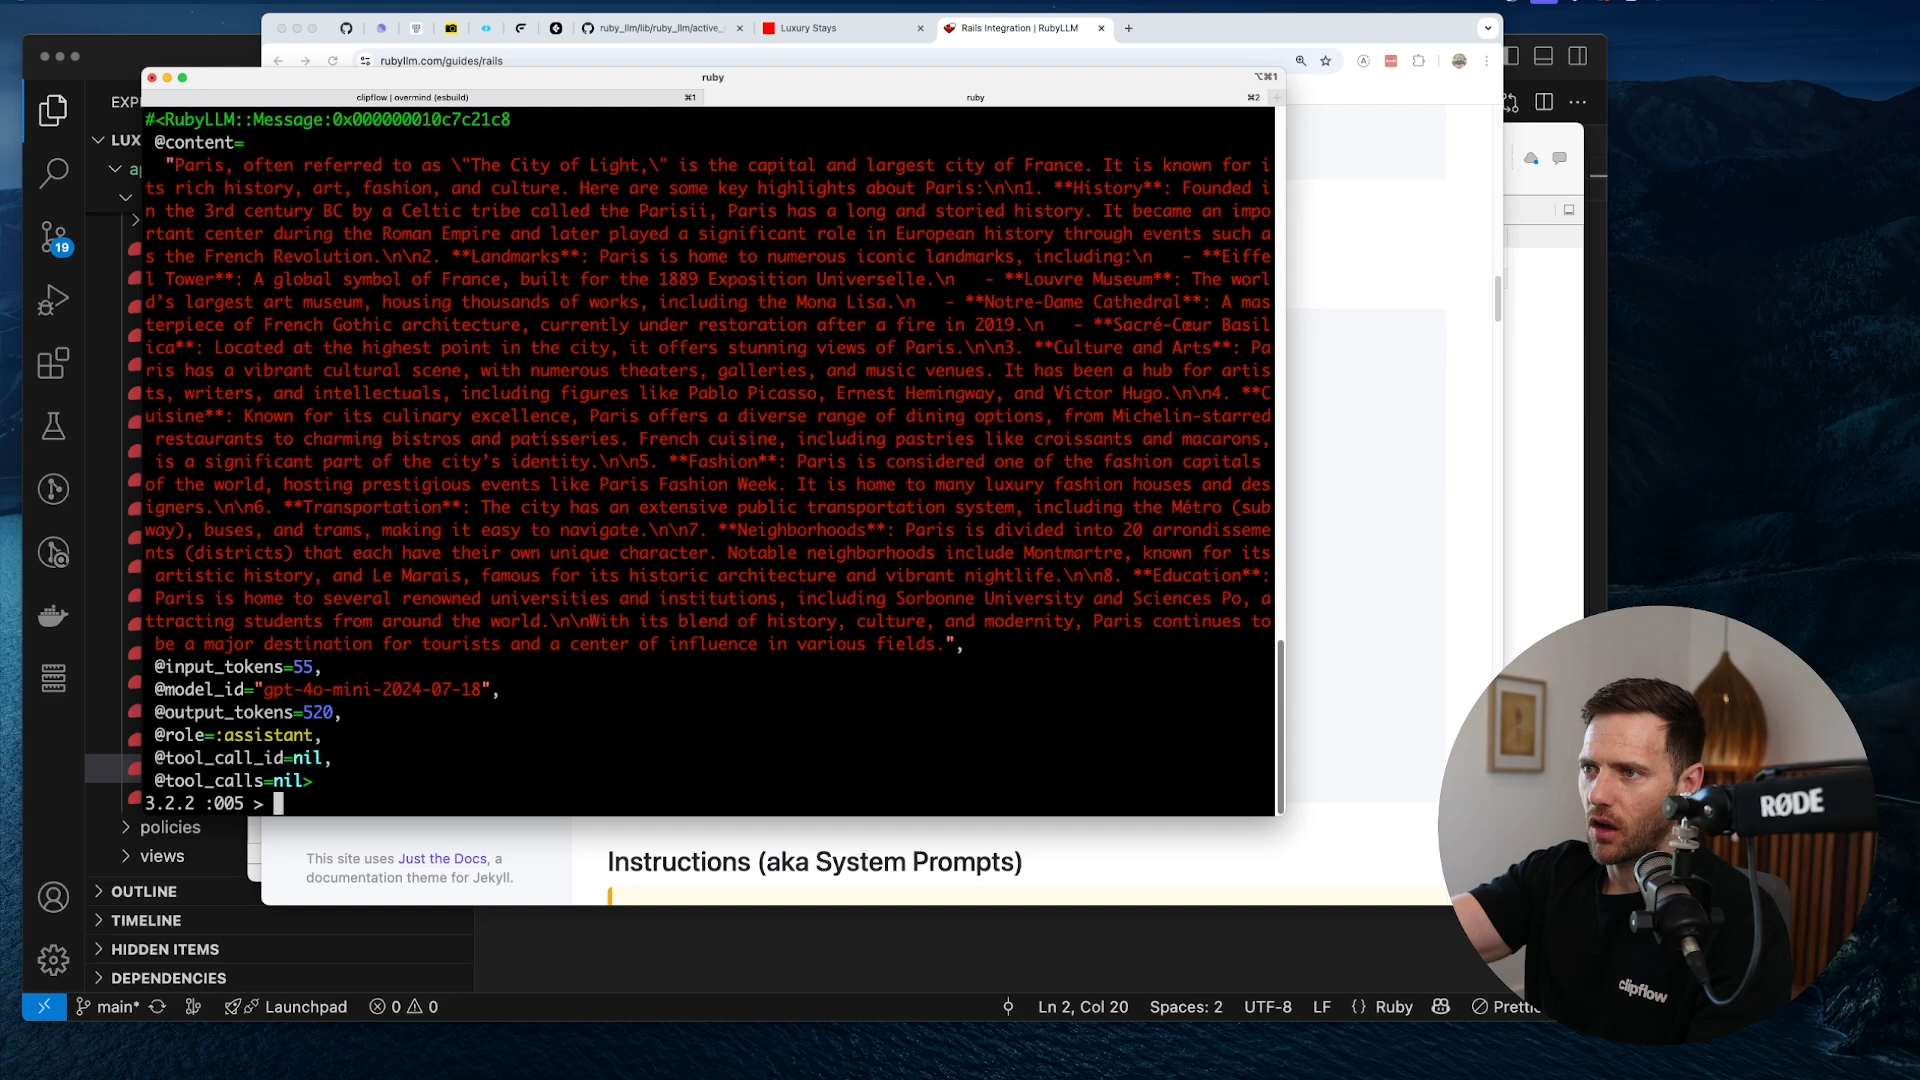 ruby_llm/lib/ruby_llm/active_
Luxury Stays
Rails Integration | RubyLLM
rubyllm.com/guides/rails
ruby
⌥⌘1
clipflow | overmind (esbuild)
⌘1
ruby
⌘2
EXP
LUX
19
#<RubyLLM::Message:0x000000010c7c21c8
@content=
"Paris, often referred to as \"The City of Light,\" is the capital and largest city of France. It is known for i
ts rich history, art, fashion, and culture. Here are some key highlights about Paris:\n\n1. **History**: Founded i
n the 3rd century BC by a Celtic tribe called the Parisii, Paris has a long and storied history. It became an impo
rtant center during the Roman Empire and later played a significant role in European history through events such a
s the French Revolution.\n\n2. **Landmarks**: Paris is home to numerous iconic landmarks, including:\n   - **Eiffe
l Tower**: A global symbol of France, built for the 1889 Exposition Universelle.\n   - **Louvre Museum**: The worl
d’s largest art museum, housing thousands of works, including the Mona Lisa.\n   - **Notre-Dame Cathedral**: A mas
terpiece of French Gothic architecture, currently under restoration after a fire in 2019.\n   - **Sacré-Cœur Basil
ica**: Located at the highest point in the city, it offers stunning views of Paris.\n\n3. **Culture and Arts**: Pa
ris has a vibrant cultural scene, with numerous theaters, galleries, and music venues. It has been a hub for artis
ts, writers, and intellectuals, including figures like Pablo Picasso, Ernest Hemingway, and Victor Hugo.\n\n4. **C
uisine**: Known for its culinary excellence, Paris offers a diverse range of dining options, from Michelin-starred
restaurants to charming bistros and patisseries. French cuisine, including pastries like croissants and macarons,
is a significant part of the city’s identity.\n\n5. **Fashion**: Paris is considered one of the fashion capitals
of the world, hosting prestigious events like Paris Fashion Week. It is home to many luxury fashion houses and des
igners.\n\n6. **Transportation**: The city has an extensive public transportation system, including the Métro (sub
way), buses, and trams, making it easy to navigate.\n\n7. **Neighborhoods**: Paris is divided into 20 arrondisseme
nts (districts) that each have their own unique character. Notable neighborhoods include Montmartre, known for its
artistic history, and Le Marais, famous for its historic architecture and vibrant nightlife.\n\n8. **Education**:
Paris is home to several renowned universities and institutions, including Sorbonne University and Sciences Po, a
ttracting students from around the world.\n\nWith its blend of history, culture, and modernity, Paris continues to
be a major destination for tourists and a center of influence in various fields.",
@input_tokens=55,
@model_id="gpt-4o-mini-2024-07-18",
@output_tokens=520,
@role=:assistant,
@tool_call_id=nil,
@tool_calls=nil>
3.2.2 :005 >
policies
views
OUTLINE
TIMELINE
HIDDEN ITEMS
DEPENDENCIES
This site uses Just the Docs, a
documentation theme for Jekyll.
Instructions (aka System Prompts)
RØDE
clipflow
main*
Launchpad
0
0
Ln 2, Col 20
Spaces: 2
UTF-8
LF
{} Ruby
Prettie